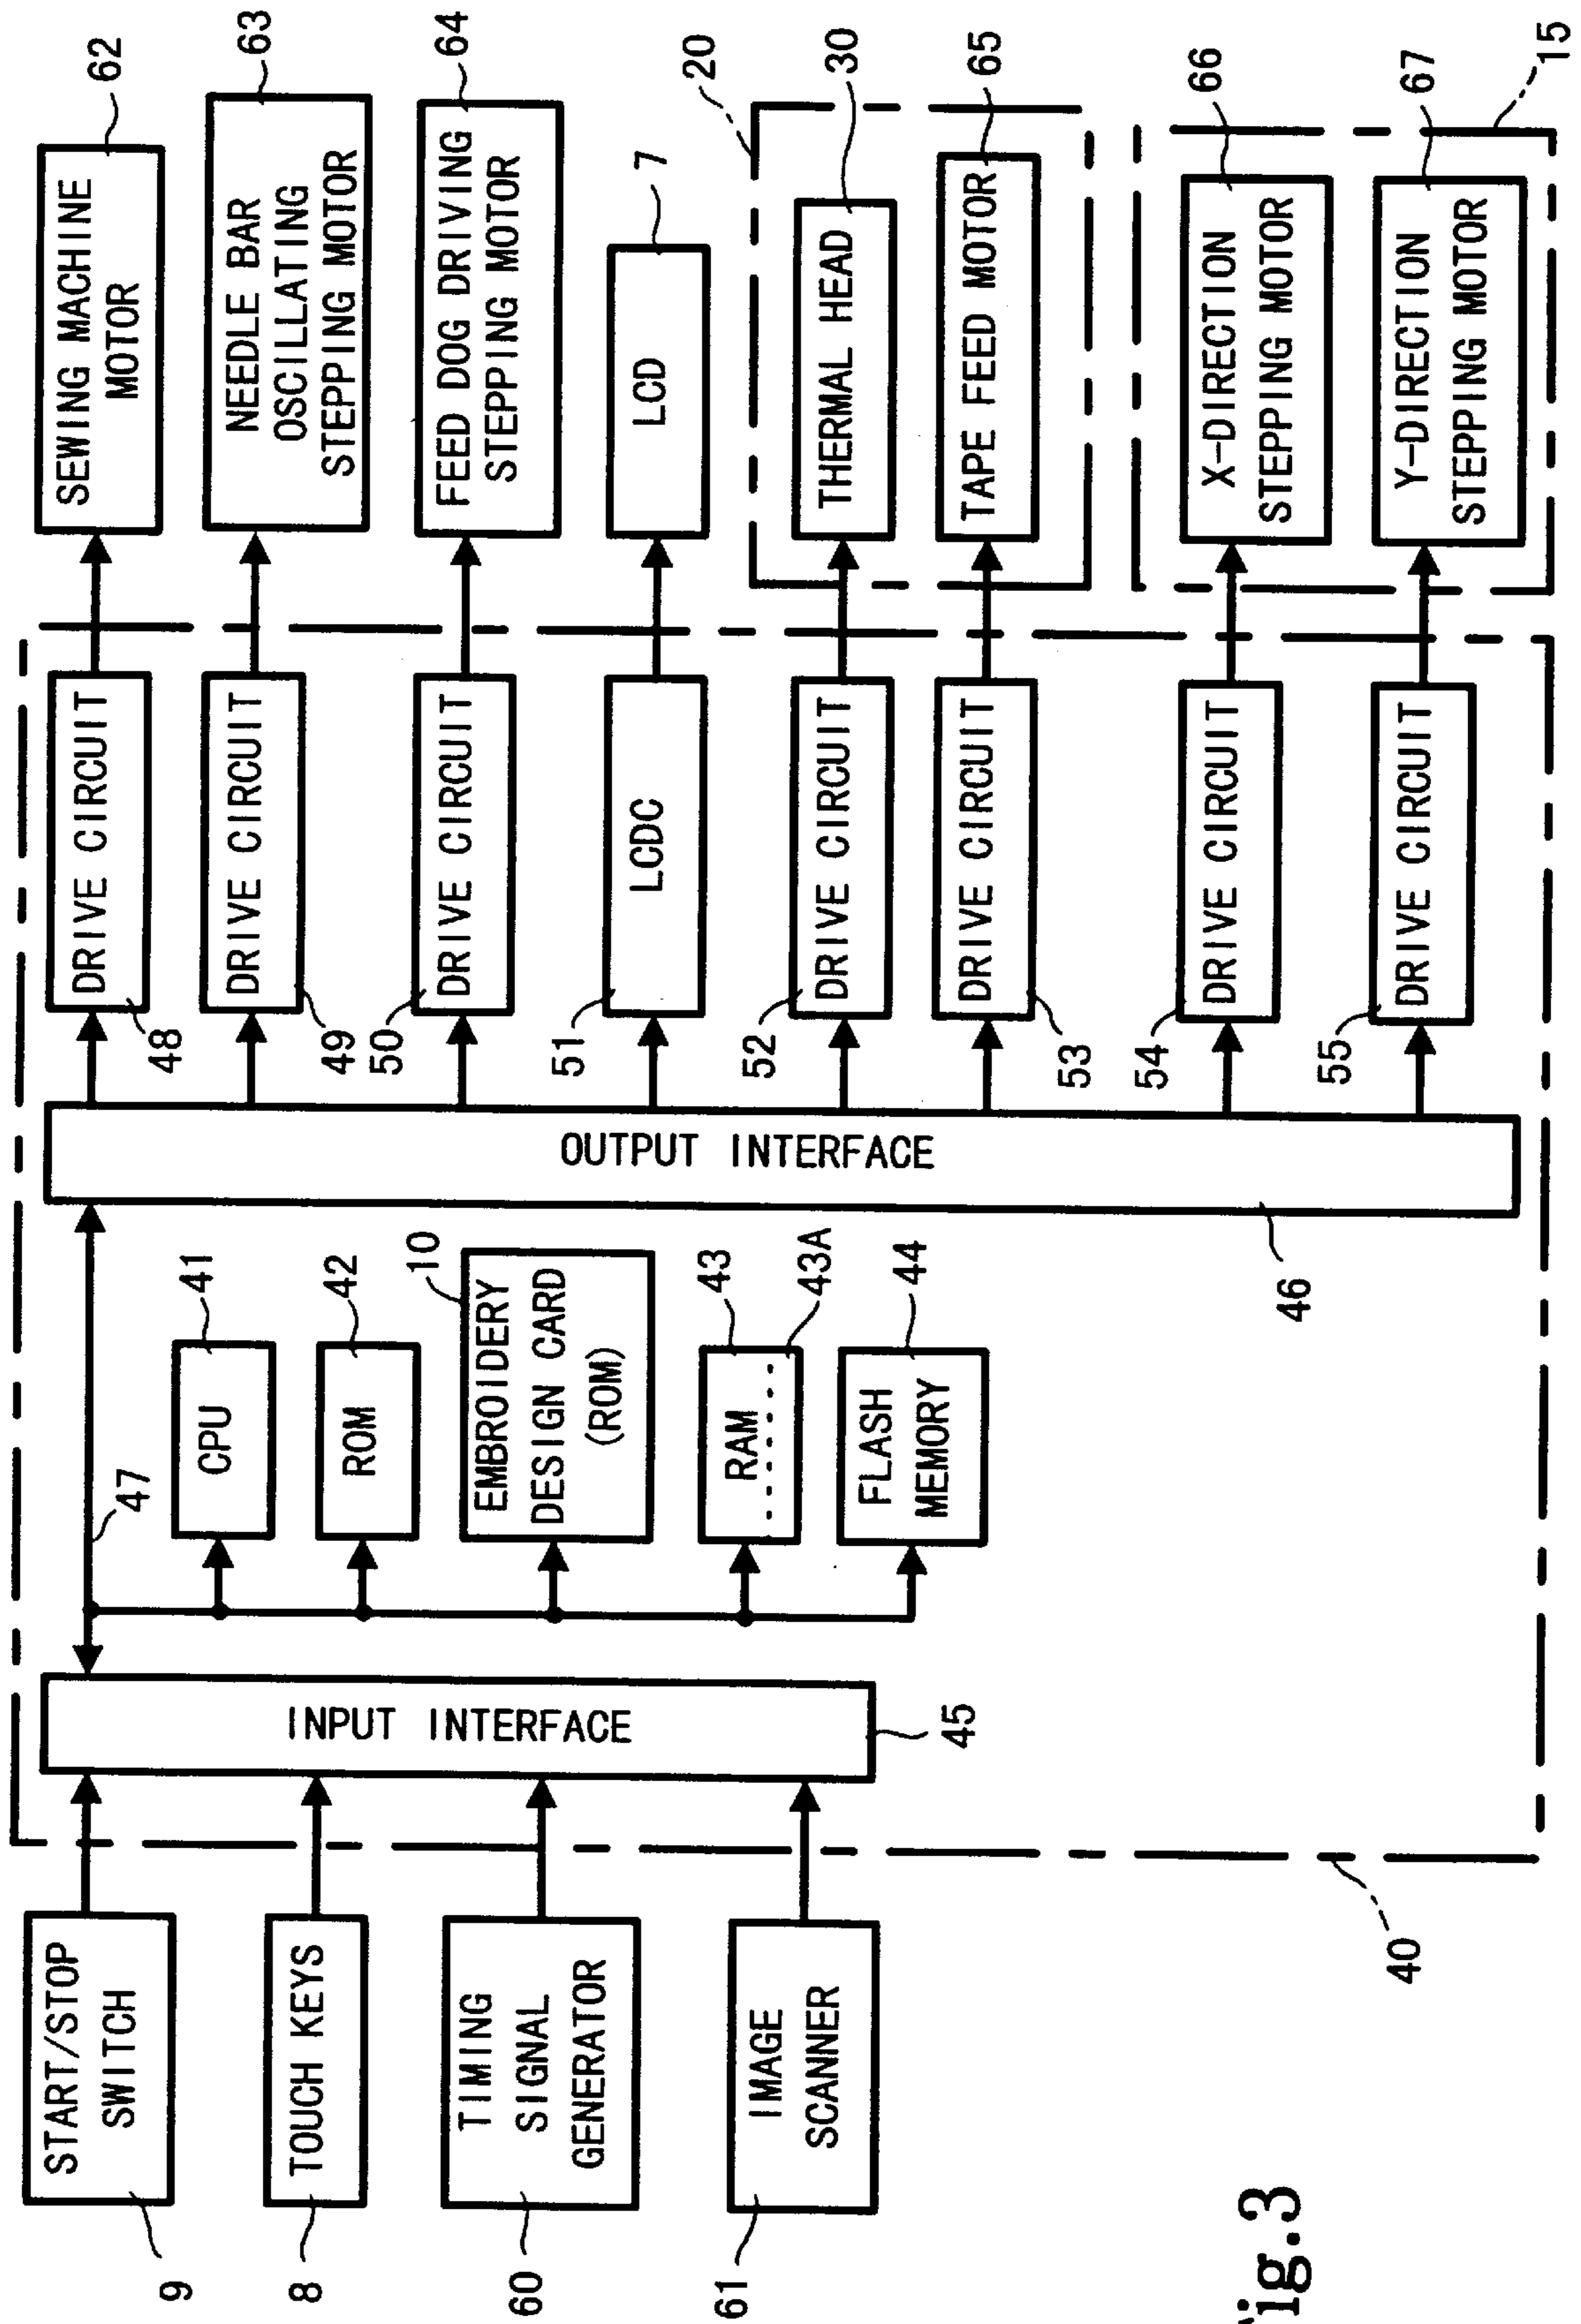 START/STOP
SWITCH
9
TOUCH KEYS
8
TIMING
SIGNAL
GENERATOR
60
IMAGE
SCANNER
61
INPUT INTERFACE
45
47
CPU
41
ROM
42
EMBROIDERY
DESIGN CARD
(ROM)
10
RAM
43
43A
FLASH
MEMORY
44
OUTPUT INTERFACE
46
40
DRIVE CIRCUIT
48
DRIVE CIRCUIT
49
DRIVE CIRCUIT
50
LCDC
51
DRIVE CIRCUIT
52
DRIVE CIRCUIT
53
DRIVE CIRCUIT
54
DRIVE CIRCUIT
55
SEWING MACHINE
MOTOR
62
NEEDLE BAR
OSCILLATING
STEPPING MOTOR
63
FEED DOG DRIVING
STEPPING MOTOR
64
LCD
7
20
THERMAL HEAD
30
TAPE FEED MOTOR
65
X-DIRECTION
STEPPING MOTOR
66
Y-DIRECTION
STEPPING MOTOR
67
15
Fig.3